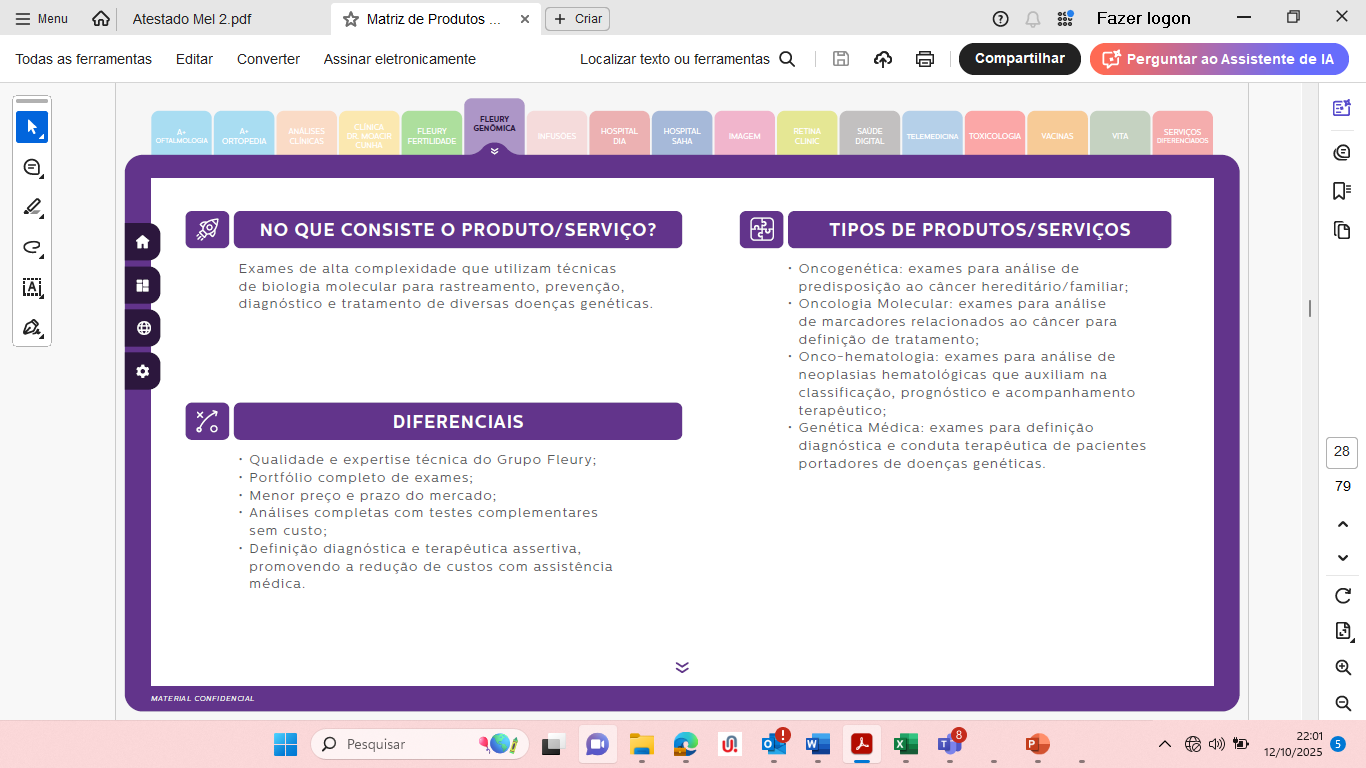 Menu
Atestado Mel 2.pdf
Matriz de Produtos ...
Criar
Fazer logon
Todas as ferramentas
Editar
Converter
Assinar eletronicamente
Localizar texto ou ferramentas
Compartilhar
Perguntar ao Assistente de IA
A+
OFTALMOLOGIA
A+
ORTOPEDIA
ANÁLISES
CLÍNICAS
CLÍNICA
DR. MOACIR
CUNHA
FLEURY
FERTILIDADE
FLEURY
GENÔMICA
INFUSÕES
HOSPITAL
DIA
HOSPITAL
SAHA
IMAGEM
RETINA
CLINIC
SAÚDE
DIGITAL
TELEMEDICINA
TOXICOLOGIA
VACINAS
VITA
SERVIÇOS
DIFERENCIADOS
NO QUE CONSISTE O PRODUTO/SERVIÇO?
Exames de alta complexidade que utilizam técnicas
de biologia molecular para rastreamento, prevenção,
diagnóstico e tratamento de diversas doenças genéticas.
DIFERENCIAIS
• Qualidade e expertise técnica do Grupo Fleury;
• Portfólio completo de exames;
• Menor preço e prazo do mercado;
• Análises completas com testes complementares
sem custo;
• Definição diagnóstica e terapêutica assertiva,
promovendo a redução de custos com assistência
médica.
TIPOS DE PRODUTOS/SERVIÇOS
• Oncogenética: exames para análise de
predisposição ao câncer hereditário/familiar;
• Oncologia Molecular: exames para análise
de marcadores relacionados ao câncer para
definição de tratamento;
• Onco-hematologia: exames para análise de
neoplasias hematológicas que auxiliam na
classificação, prognóstico e acompanhamento
terapêutico;
• Genética Médica: exames para definição
diagnóstica e conduta terapêutica de pacientes
portadores de doenças genéticas.
MATERIAL CONFIDENCIAL
28
79
Pesquisar
8
22:01
12/10/2025
5